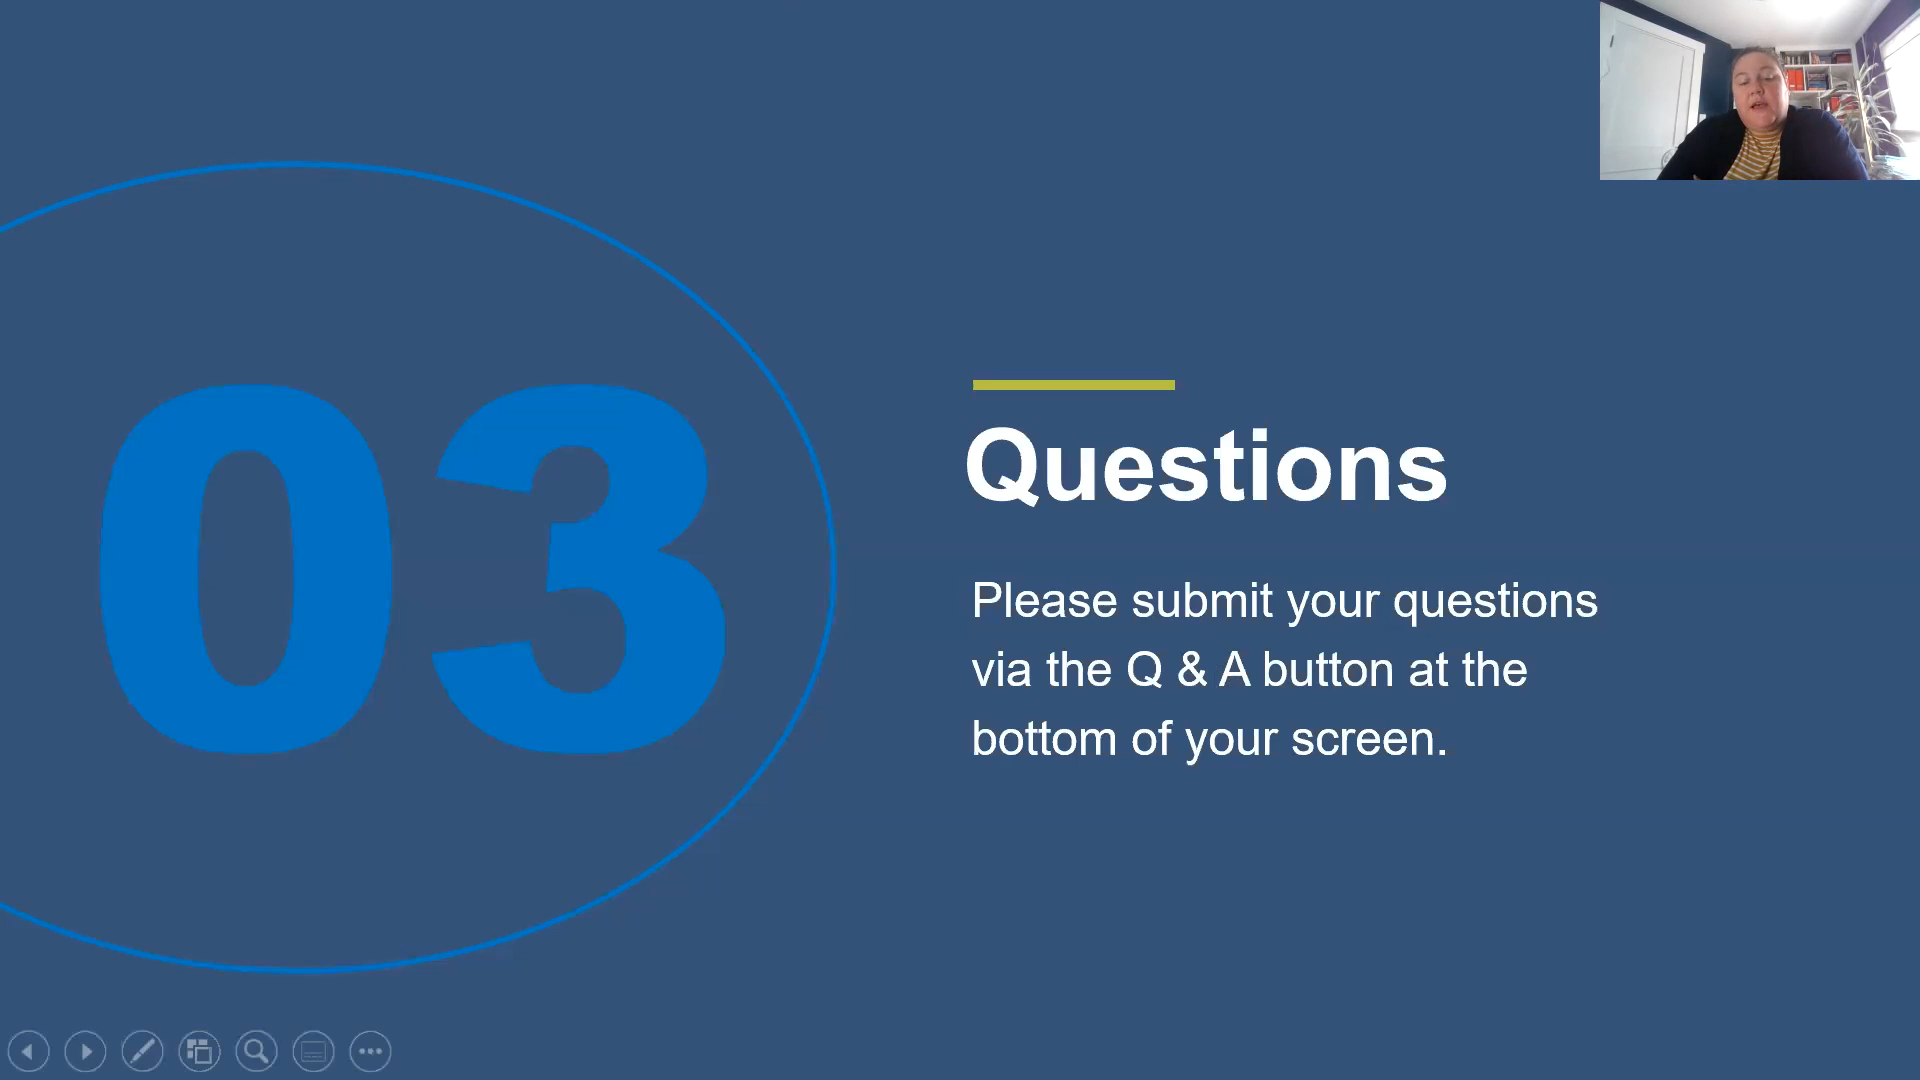 03
Questions
Please submit your questions
via the Q & A button at the
bottom of your screen.